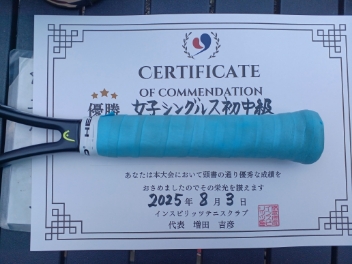 CERTIFICATE
OF COMMENDATION
優勝 女子シングルス初中級
HEAD
あなたは本大会において頭書の通り優秀な成績を
おさめましたのでその栄光を讃えます
2025年8月3日
インスピリッツテニスクラブ
代表 増田 吉彦